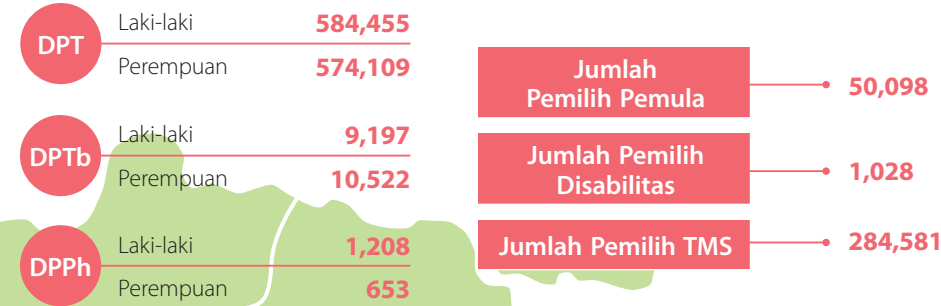 DPT
Laki-laki 584,455
Perempuan 574,109
DPTb
Laki-laki 9,197
Perempuan 10,522
DPPh
Laki-laki 1,208
Perempuan 653
Jumlah
Pemilih Pemula
50,098
Jumlah Pemilih
Disabilitas
1,028
Jumlah Pemilih TMS 284,581